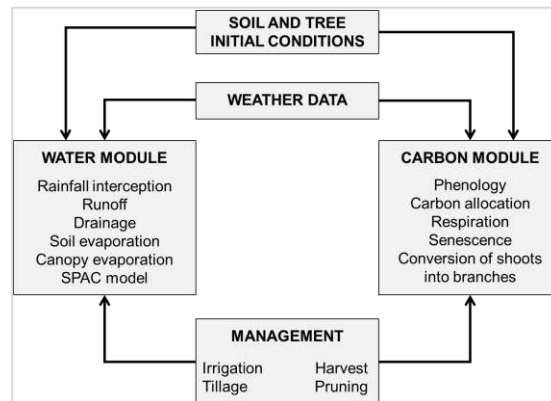 SOIL AND TREE
INITIAL CONDITIONS
WEATHER DATA
WATER MODULE
Rainfall interception
Runoff
Drainage
Soil evaporation
Canopy evaporation
SPAC model
CARBON MODULE
Phenology
Carbon allocation
Respiration
Senescence
Conversion of shoots
into branches
MANAGEMENT
Irrigation Harvest
Tillage Pruning